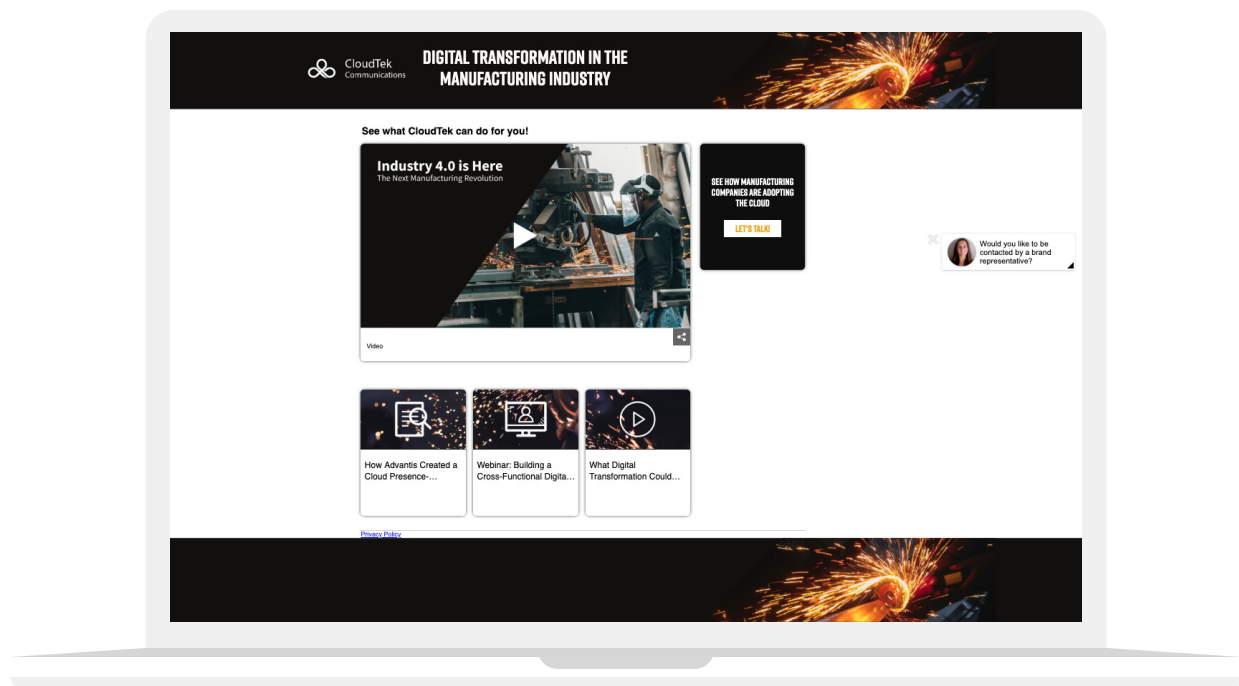 CloudTek
Communications
DIGITAL TRANSFORMATION IN THE
MANUFACTURING INDUSTRY
See what CloudTek can do for you!
Industry 4.0 is Here
The Next Manufacturing Revolution
Video
SEE HOW MANUFACTURING
COMPANIES ARE ADOPTING
THE CLOUD
LET'S TALK!
Would you like to be
contacted by a brand
representative?
How Advantis Created a
Cloud Presence-...
Webinar: Building a
Cross-Functional Digita...
What Digital
Transformation Could...
Privacy Policy